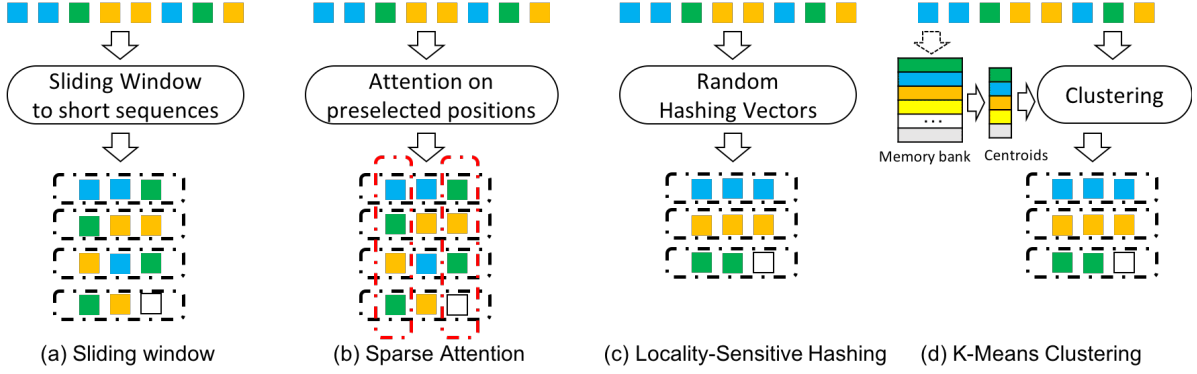 Sliding Window
to short sequences
Attention on
preselected positions
Random
Hashing Vectors
Clustering
...
Memory bank
Centroids
(a) Sliding window
(b) Sparse Attention
(c) Locality-Sensitive Hashing
(d) K-Means Clustering